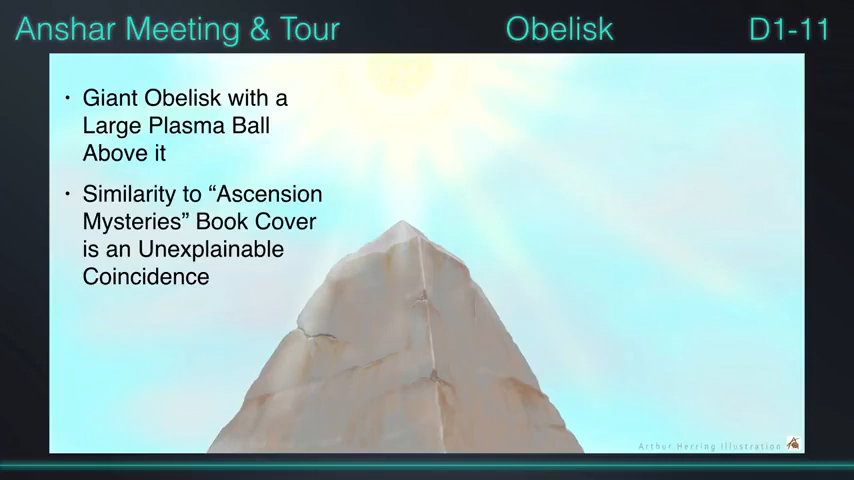 Anshar Meeting & Tour Obelisk D1-11
• Giant Obelisk with a
Large Plasma Ball
Above it
• Similarity to “Ascension
Mysteries” Book Cover
is an Unexplainable
Coincidence
Arthur Herring Illustration